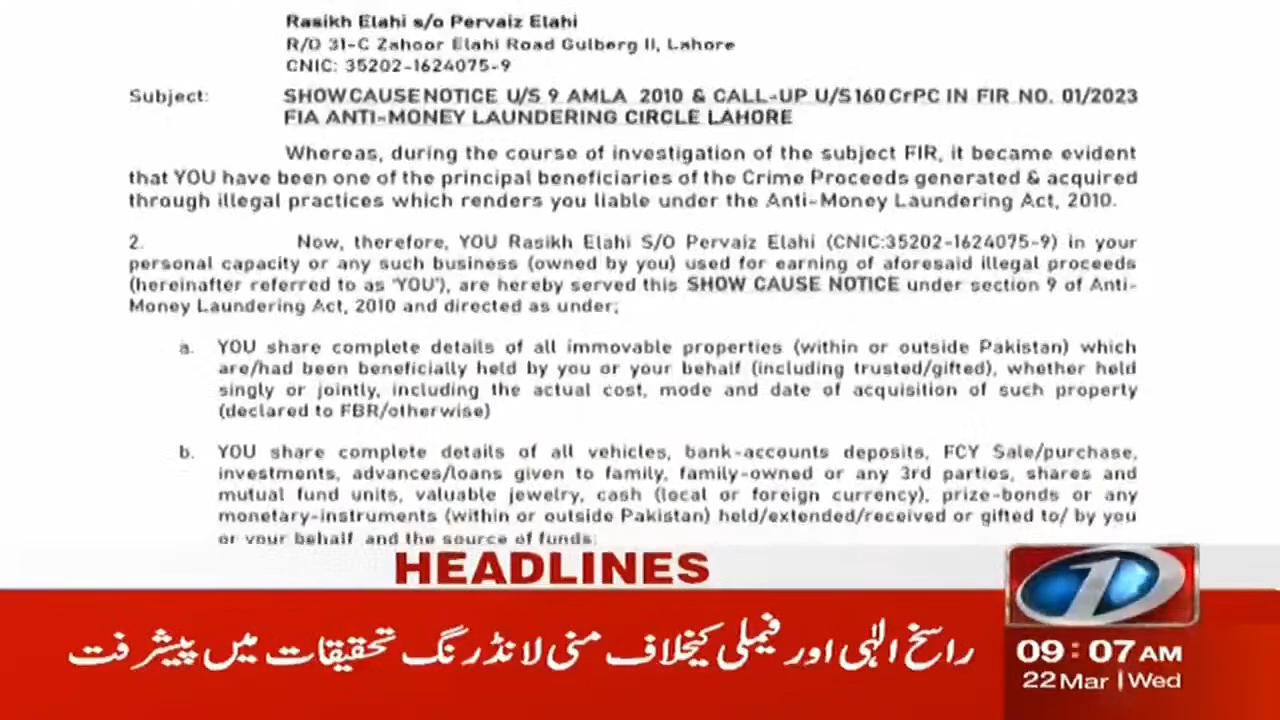 Rasikh Elahi s/o Pervaiz Elahi
R/O 31-C Zahoor Elahi Road Gulberg II, Lahore
CNIC: 35202-1624075-9
Subject: SHOW CAUSE NOTICE U/S 9 AMLA 2010 & CALL-UP U/S 160 CrPC IN FIR NO. 01/2023
FIA ANTI-MONEY LAUNDERING CIRCLE LAHORE
Whereas, during the course of investigation of the subject FIR, it became evident
that YOU have been one of the principal beneficiaries of the Crime Proceeds generated & acquired
through illegal practices which renders you liable under the Anti-Money Laundering Act, 2010.
2. Now, therefore, YOU Rasikh Elahi S/O Pervaiz Elahi (CNIC:35202-1624075-9) in your
personal capacity or any such business (owned by you) used for earning of aforesaid illegal proceeds
(hereinafter referred to as 'YOU'), are hereby served this SHOW CAUSE NOTICE under section 9 of Anti-
Money Laundering Act, 2010 and directed as under;
a. YOU share complete details of all immovable properties (within or outside Pakistan) which
are/had been beneficially held by you or your behalf (including trusted/gifted), whether held
singly or jointly, including the actual cost, mode and date of acquisition of such property
(declared to FBR/otherwise)
b. YOU share complete details of all vehicles, bank-accounts deposits, FCY Sale/purchase,
investments, advances/loans given to family, family-owned or any 3rd parties, shares and
mutual fund units, valuable jewelry, cash (local or foreign currency), prize-bonds or any
monetary-instruments (within or outside Pakistan) held/extended/received or gifted to/ by you
or your behalf and the source of funds;
HEADLINES
راسخ الٰہی اور فیملی کیخلاف منی لانڈرنگ تحقیقات میں پیشرفت
1
09:07 AM
22 Mar | Wed